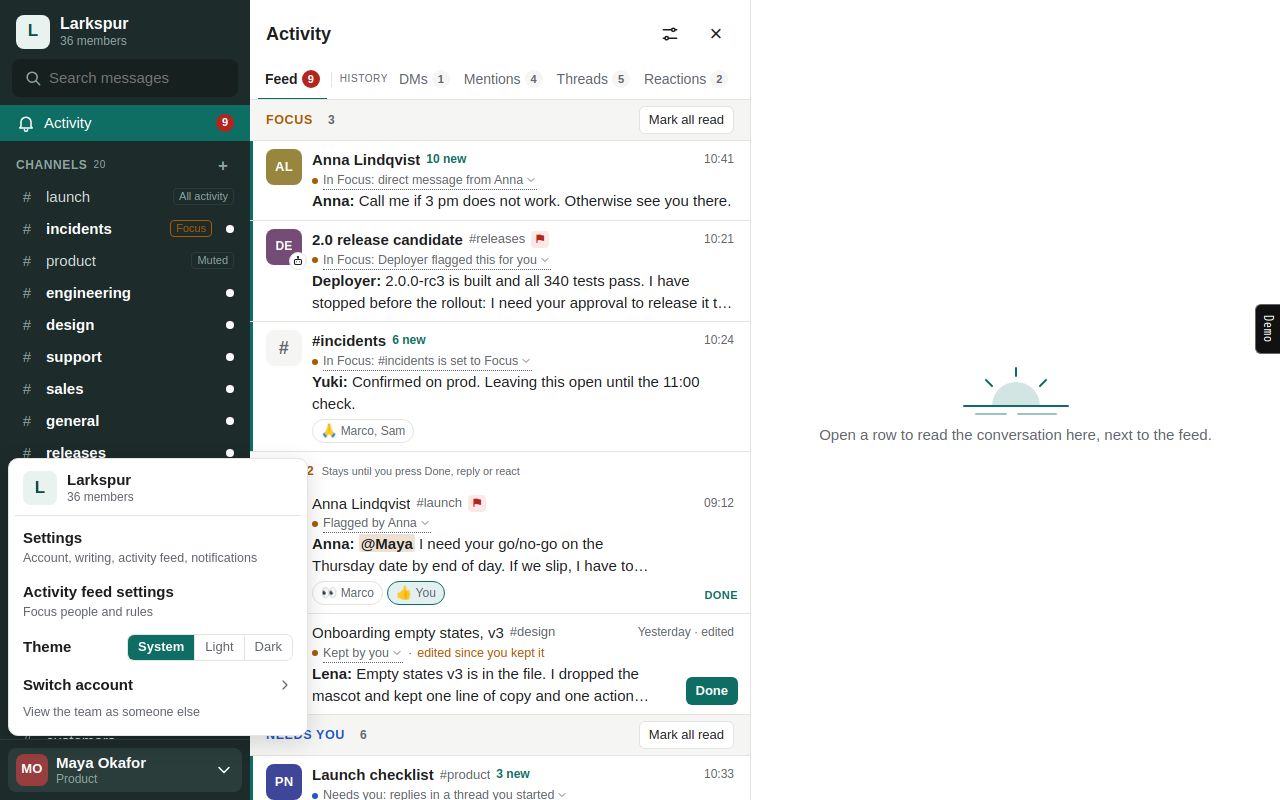 L
Larkspur
36 members
Search messages
Activity
9
CHANNELS 20
+
# launch All activity
# incidents Focus
# product Muted
# engineering
# design
# support
# sales
# general
# releases
L
Larkspur
36 members
Settings
Account, writing, activity feed, notifications
Activity feed settings
Focus people and rules
Theme System Light Dark
Switch account
View the team as someone else
MO
Maya Okafor
Product
Activity
Feed 9 HISTORY DMs 1 Mentions 4 Threads 5 Reactions 2
FOCUS 3 Mark all read
AL
Anna Lindqvist 10 new 10:41
In Focus: direct message from Anna
Anna: Call me if 3 pm does not work. Otherwise see you there.
DE
2.0 release candidate #releases 10:21
In Focus: Deployer flagged this for you
Deployer: 2.0.0-rc3 is built and all 340 tests pass. I have
stopped before the rollout: I need your approval to release it t…
#
#incidents 6 new 10:24
In Focus: #incidents is set to Focus
Yuki: Confirmed on prod. Leaving this open until the 11:00
check.
🙏 Marco, Sam
2 Stays until you press Done, reply or react
Anna Lindqvist #launch 09:12
Flagged by Anna
Anna: @Maya I need your go/no-go on the
Thursday date by end of day. If we slip, I have to…
👀 Marco 👍 You
DONE
Onboarding empty states, v3 #design Yesterday · edited
Kept by you · edited since you kept it
Lena: Empty states v3 is in the file. I dropped the
mascot and kept one line of copy and one action…
Done
NEEDS YOU 6 Mark all read
PN
Launch checklist #product 3 new 10:33
Needs you: replies in a thread you started
Open a row to read the conversation here, next to the feed.
Demo